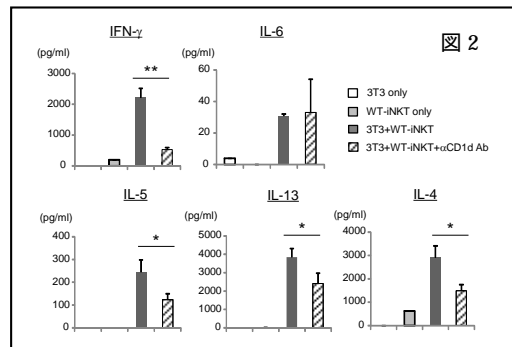 IFN-γ
IL-6
図 2
(pg/ml)
(pg/ml)
3000
2000
1000
0
**
60
40
20
0
3T3 only
WT-iNKT only
3T3+WT-iNKT
3T3+WT-iNKT+αCD1d Ab
IL-5
IL-13
IL-4
(pg/ml)
(pg/ml)
(pg/ml)
400
300
200
100
0
*
5000
4000
3000
2000
1000
0
*
4000
3000
2000
1000
0
*